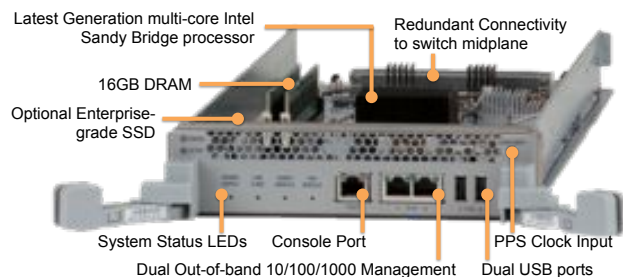 Latest Generation multi-core Intel
Sandy Bridge processor
Redundant Connectivity
to switch midplane
16GB DRAM
Optional Enterprise-
grade SSD
System Status LEDs
Console Port
PPS Clock Input
Dual Out-of-band 10/100/1000 Management
Dual USB ports